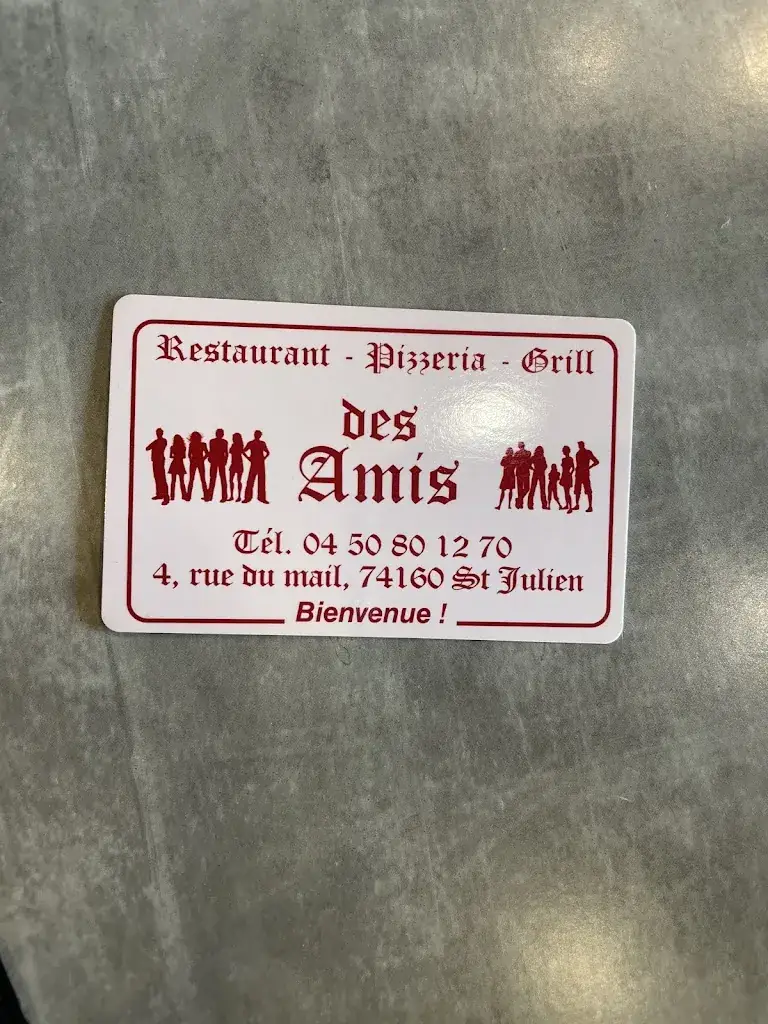 Restaurant - Pizzeria - Grill
des
Amis
Tél. 04 50 80 12 70
4, rue du mail, 74160 St Julien
Bienvenue !